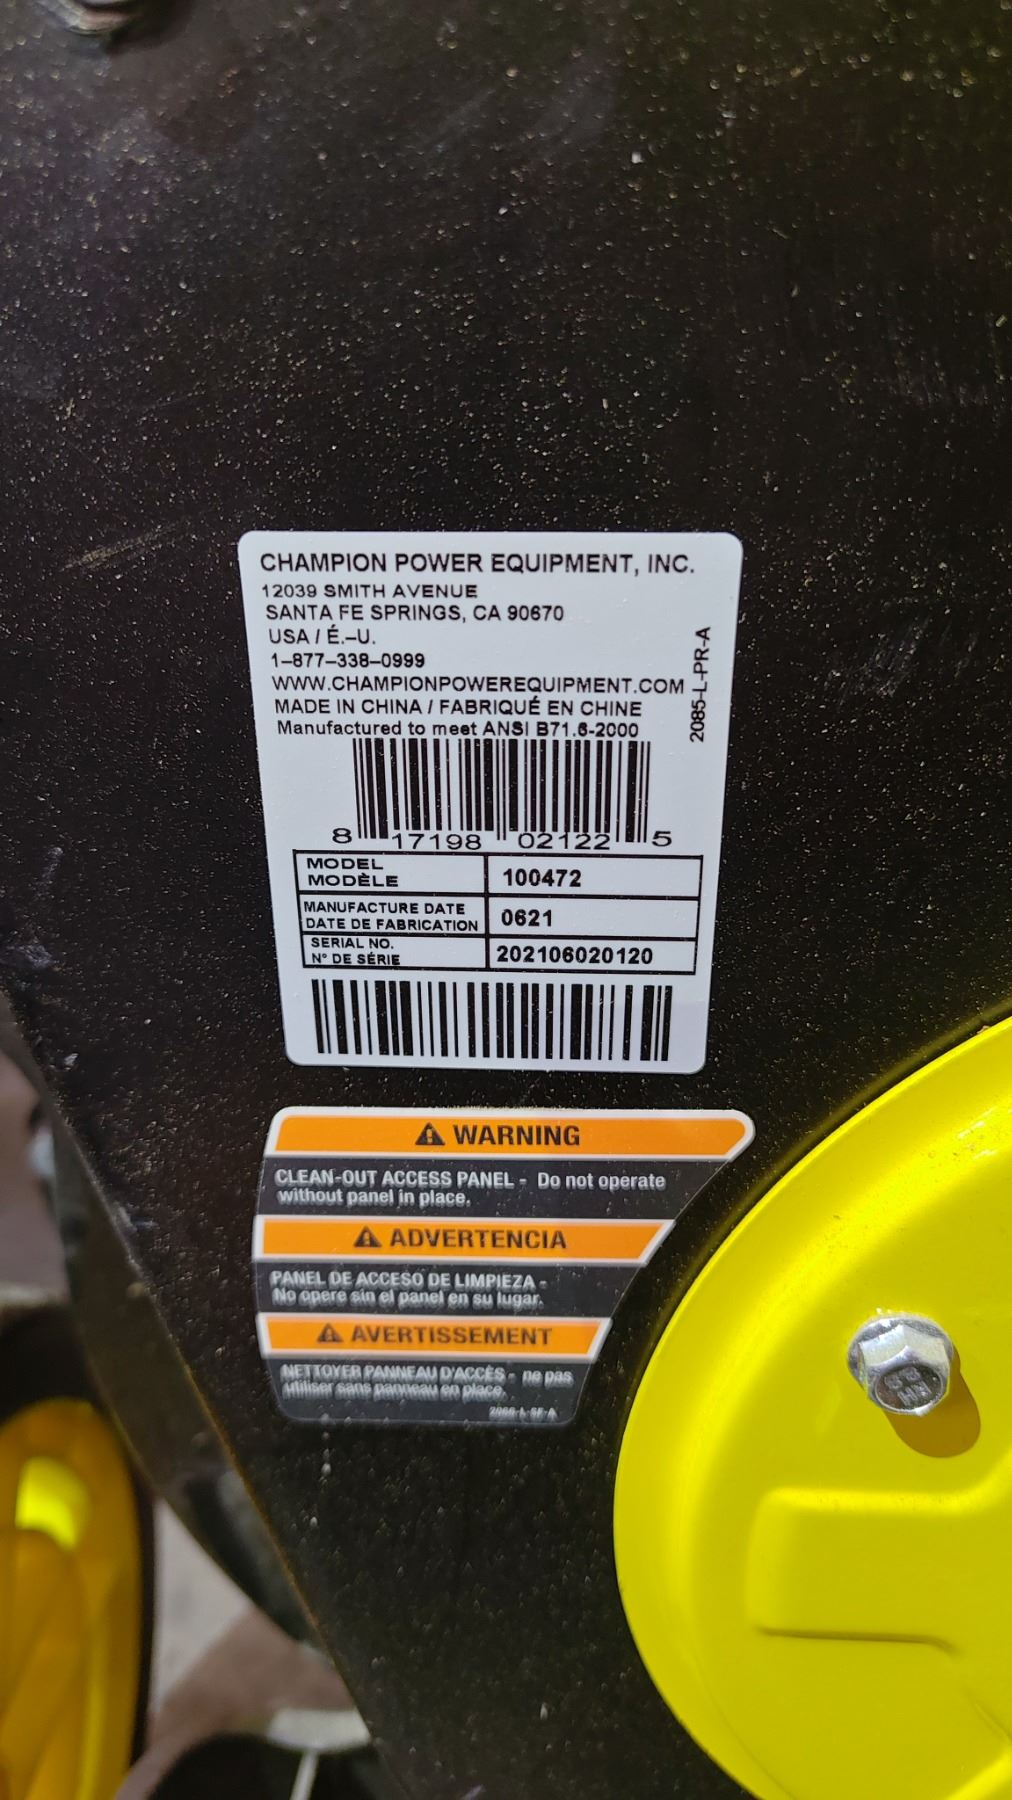 CHAMPION POWER EQUIPMENT, INC.
12039 SMITH AVENUE
SANTA FE SPRINGS, CA 90670
USA / É.–U.
1–877–338–0999
WWW.CHAMPIONPOWEREQUIPMENT.COM
MADE IN CHINA / FABRIQUÉ EN CHINE
Manufactured to meet ANSI B71.6-2000
2085-L-PR-A
8 17198 02122 5
MODEL
MODÈLE
100472
MANUFACTURE DATE
DATE DE FABRICATION
0621
SERIAL NO.
N° DE SÉRIE
202106020120
WARNING
CLEAN-OUT ACCESS PANEL - Do not operate
without panel in place.
ADVERTENCIA
PANEL DE ACCESO DE LIMPIEZA -
No opere sin el panel en su lugar.
AVERTISSEMENT
NETTOYER PANNEAU D'ACCÈS - ne pas
utiliser sans panneau en place.